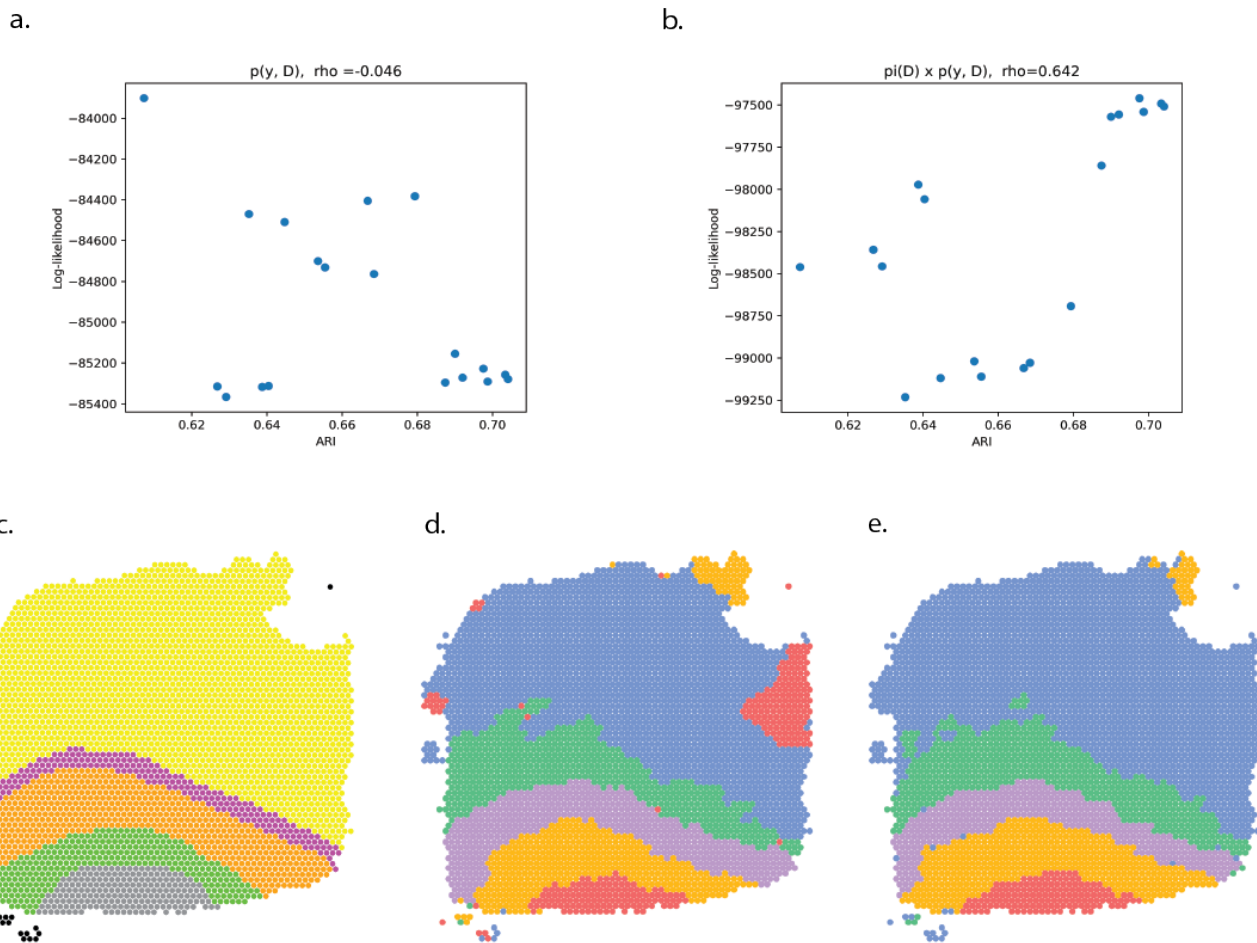 a.
b.
p(y, D),  rho =-0.046
pi(D) x p(y, D),  rho=0.642
Log-likelihood
−84000
−84200
−84400
−84600
−84800
−85000
−85200
−85400
0.62
0.64
0.66
0.68
0.70
ARI
Log-likelihood
−97500
−97750
−98000
−98250
−98500
−98750
−99000
−99250
0.62
0.64
0.66
0.68
0.70
ARI
c.
d.
e.